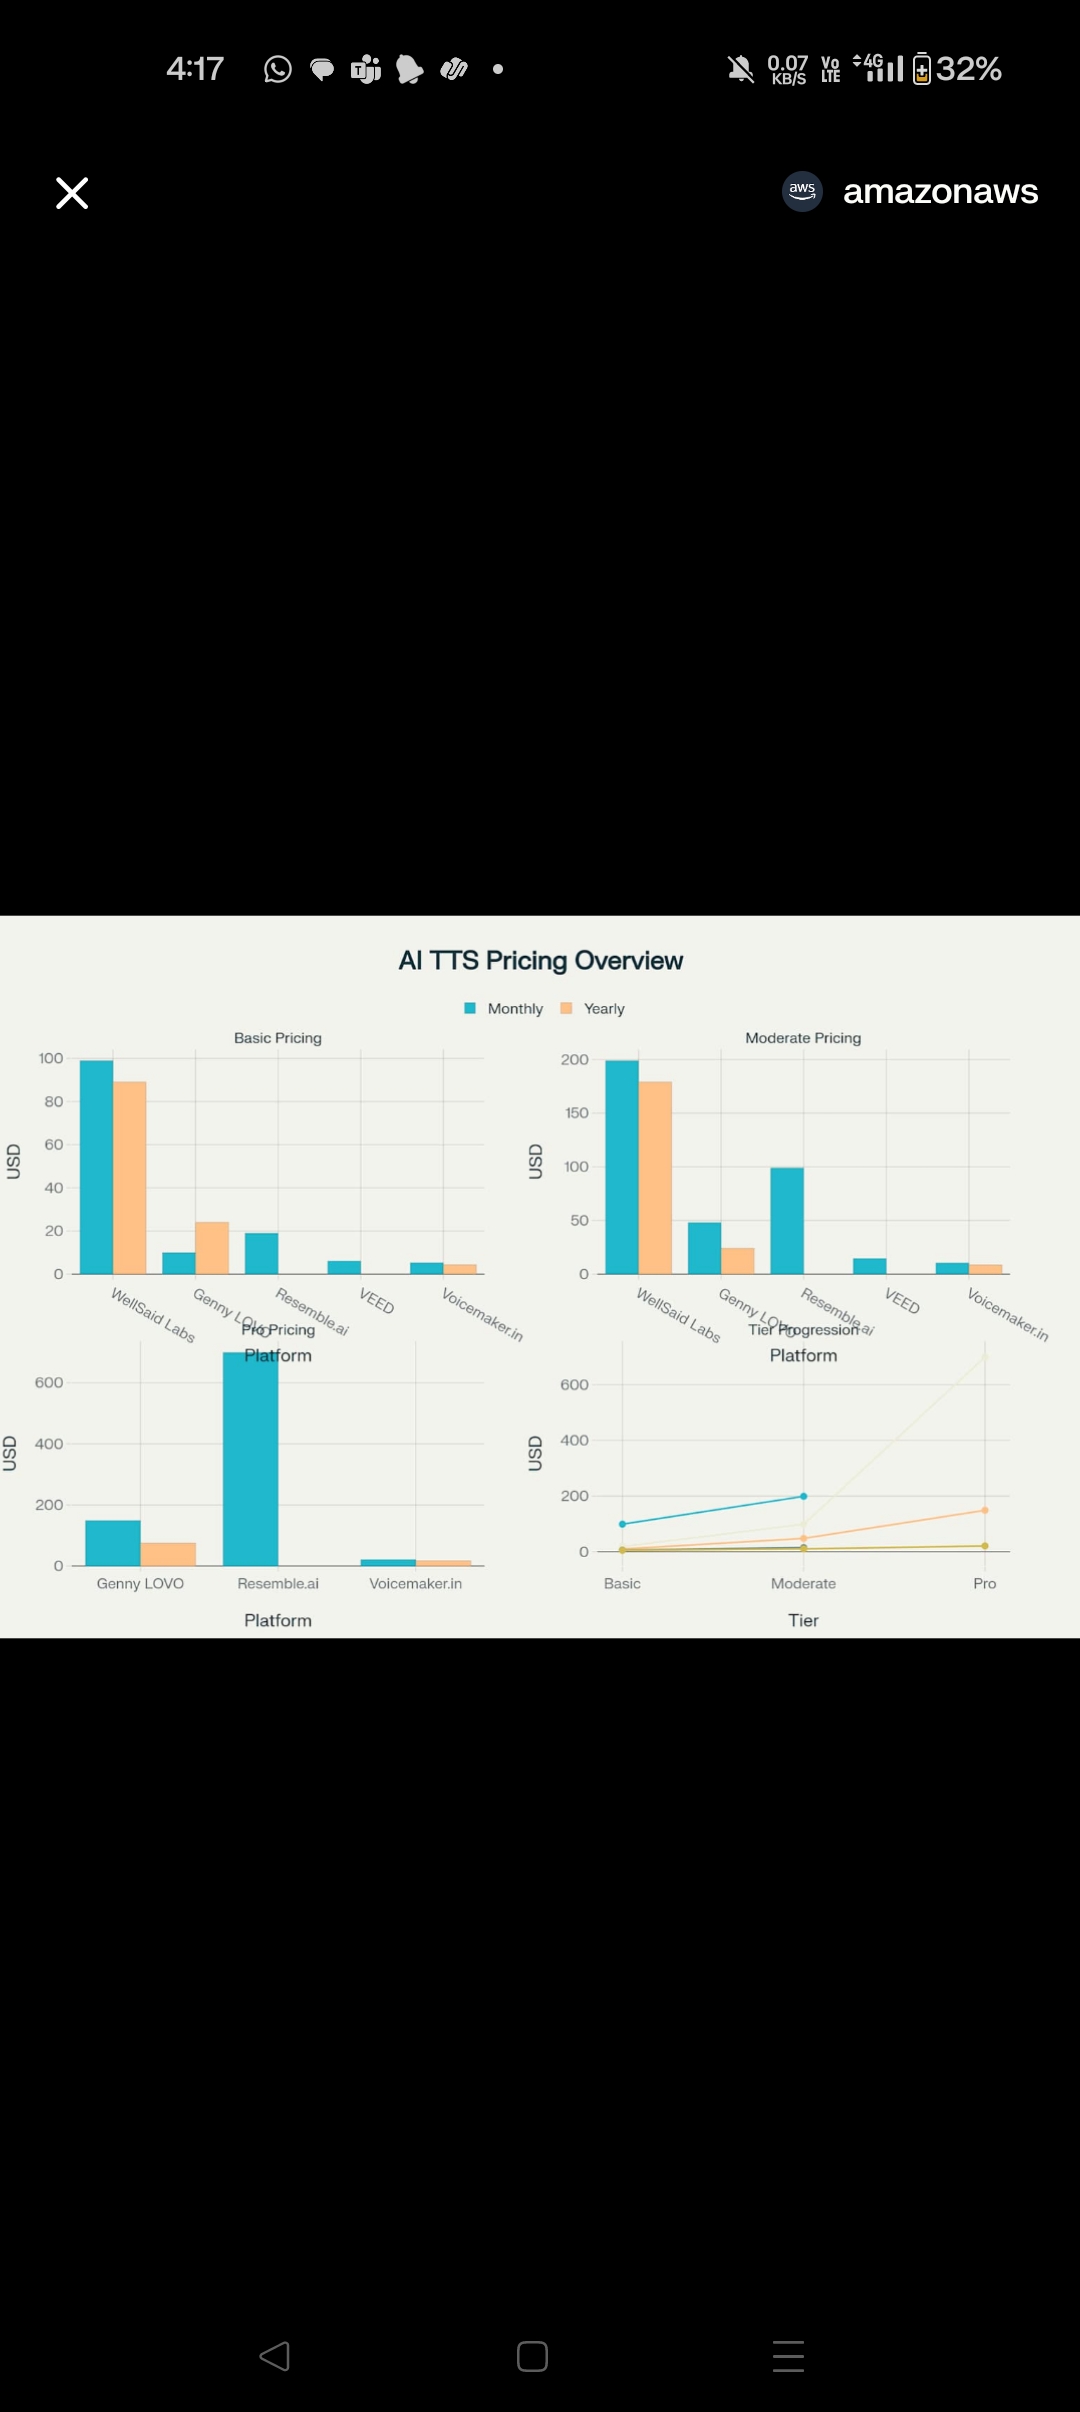 4:17
0.07 KB/S
Vo LTE
4G
32%
aws
amazonaws
AI TTS Pricing Overview
Monthly
Yearly
Basic Pricing
100
80
60
40
20
0
USD
WellSaid Labs
Genny LOVO
Resemble.ai
VEED
Voicemaker.in
Platform
Moderate Pricing
200
150
100
50
0
USD
WellSaid Labs
Genny LOVO
Resemble.ai
VEED
Voicemaker.in
Platform
Pro Pricing
600
400
200
0
USD
Genny LOVO
Resemble.ai
Voicemaker.in
Platform
Tier Progression
600
400
200
0
USD
Basic
Moderate
Pro
Tier